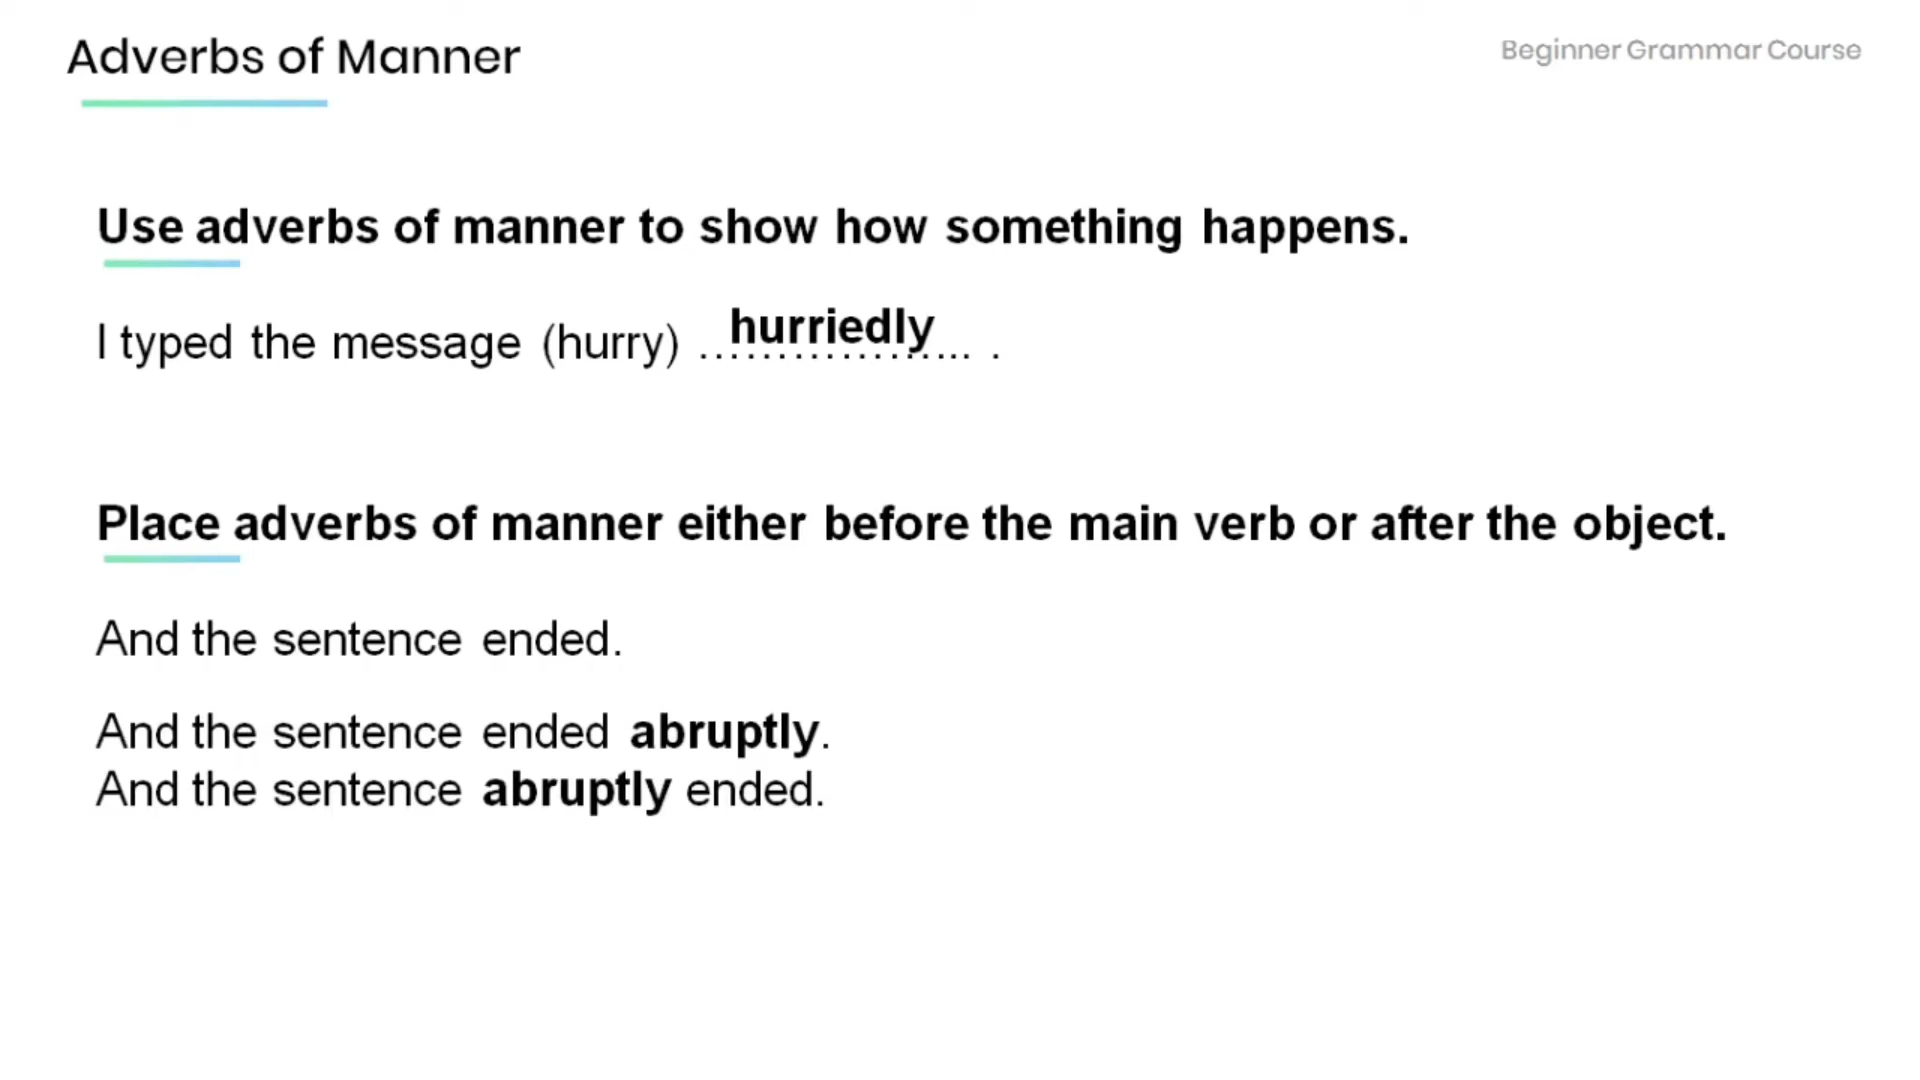 Adverbs of Manner
Beginner Grammar Course
Use adverbs of manner to show how something happens.
I typed the message (hurry) ..................... .
hurriedly
Place adverbs of manner either before the main verb or after the object.
And the sentence ended.
And the sentence ended abruptly.
And the sentence abruptly ended.